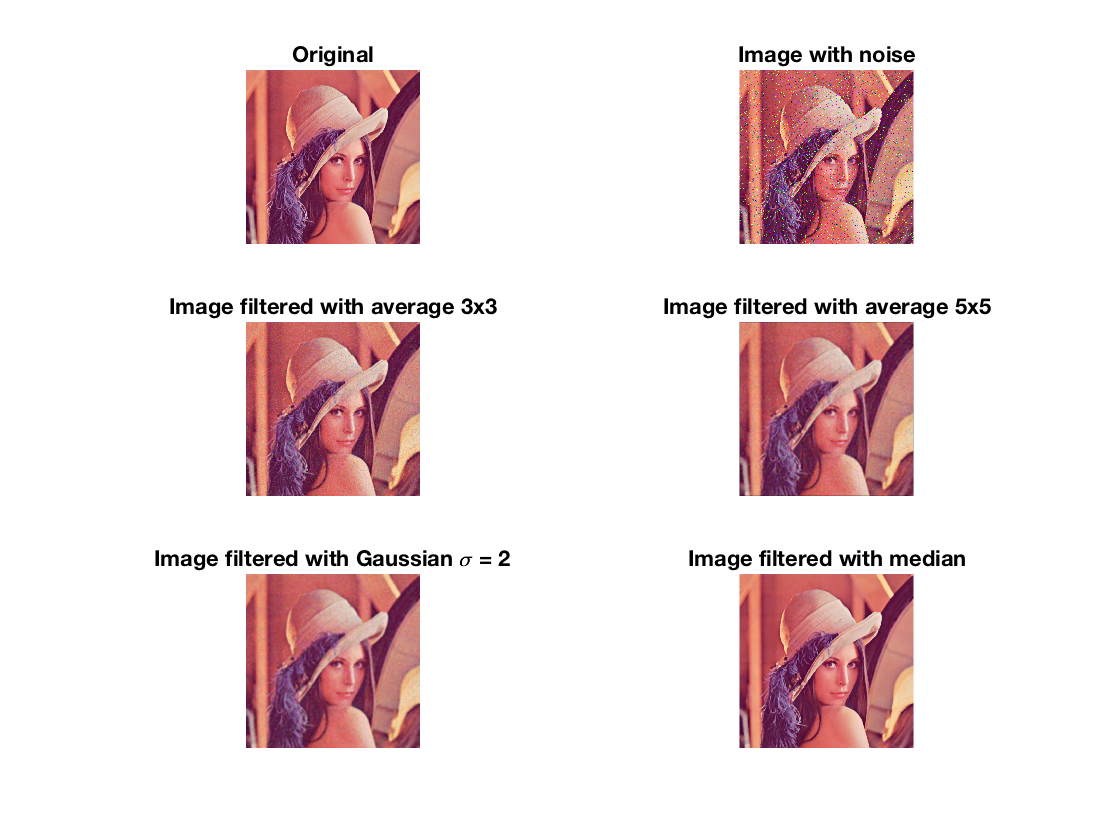 Original
Image with noise
Image filtered with average 3x3
Image filtered with average 5x5
Image filtered with Gaussian σ = 2
Image filtered with median